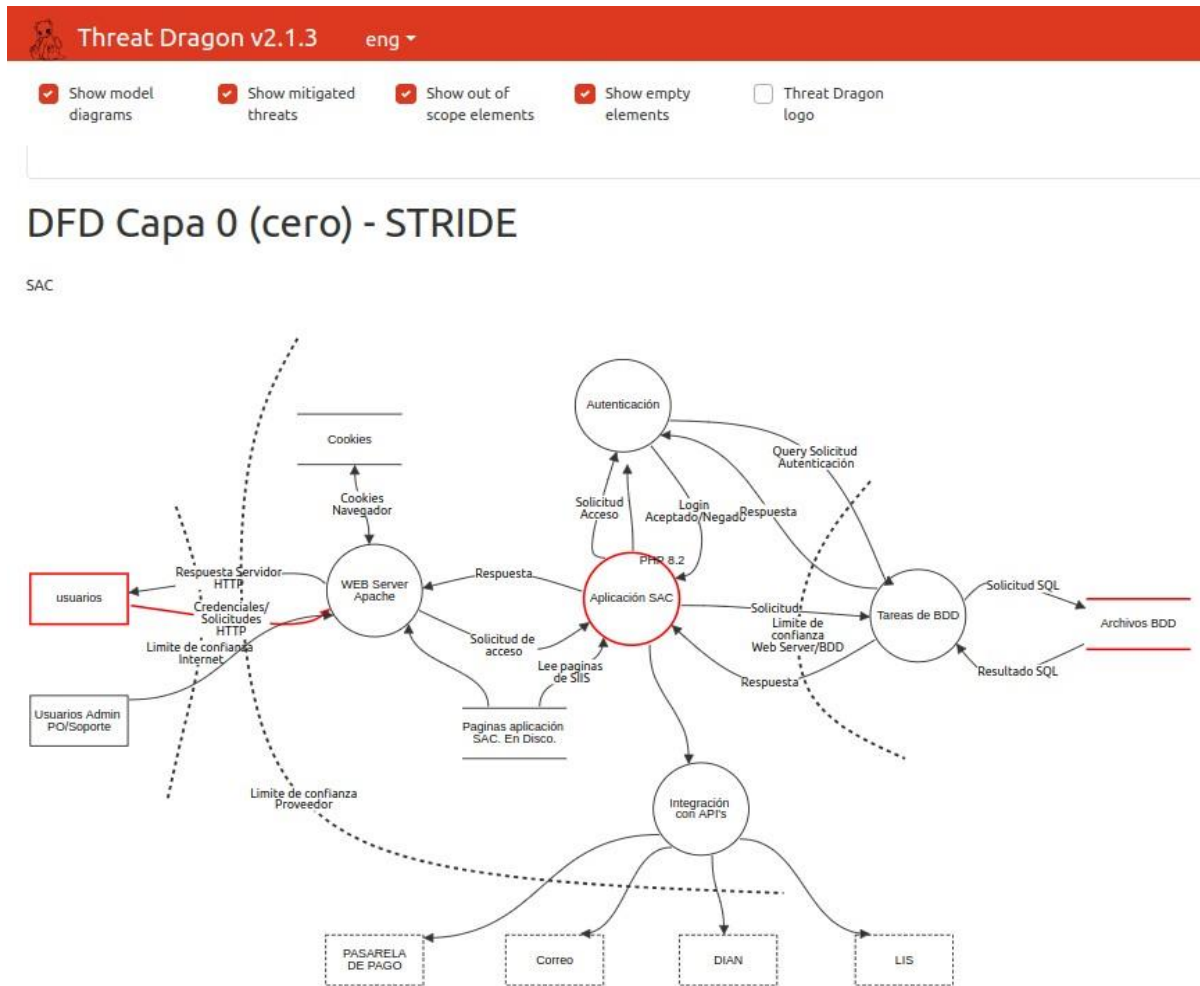 Threat Dragon v2.1.3
eng
Show model
diagrams
Show mitigated
threats
Show out of
scope elements
Show empty
elements
Threat Dragon
logo
DFD Capa 0 (cero) - STRIDE
SAC
Autenticación
Cookies
Query Solicitud
Autenticación
Cookies
Navegador
Solicitud
Acceso
Login
Aceptado/Negado
Respuesta
PHP 8.2
Respuesta Servidor
HTTP
WEB Server
Apache
Respuesta
Aplicación SAC
usuarios
Credenciales/
Solicitudes
HTTP
Solicitud
Tareas de BDD
Solicitud SQL
Archivos BDD
Limite de
confianza
Web Server/BDD
Limite de confianza
Internet
Solicitud de
acceso
Lee paginas
de SIIS
Resultado SQL
Respuesta
Usuarios Admin
PO/Soporte
Paginas aplicación
SAC. En Disco.
Limite de confianza
Proveedor
Integración
con API's
PASARELA
DE PAGO
Correo
DIAN
LIS